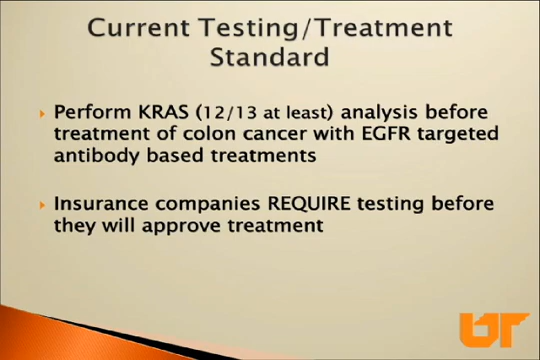 Current Testing/Treatment
Standard
Perform KRAS (12/13 at least) analysis before
treatment of colon cancer with EGFR targeted
antibody based treatments
Insurance companies REQUIRE testing before
they will approve treatment
UT